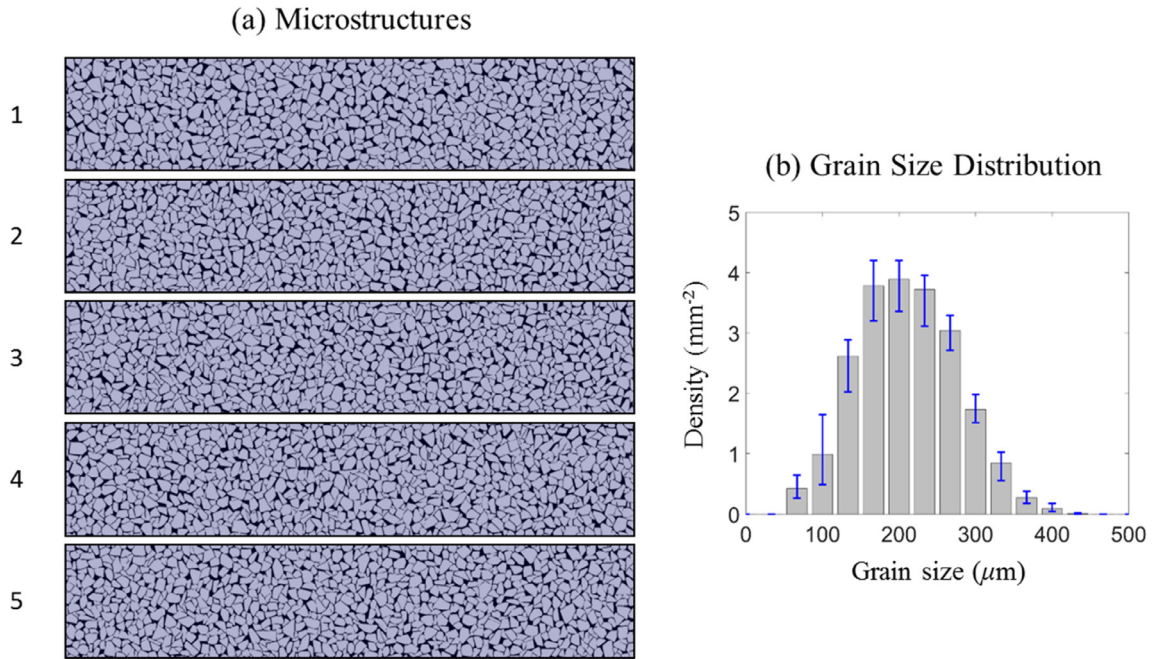 (a) Microstructures
1
2
3
4
5
(b) Grain Size Distribution
Density (mm⁻²)
5
4
3
2
1
0
0 100 200 300 400 500
Grain size (μm)